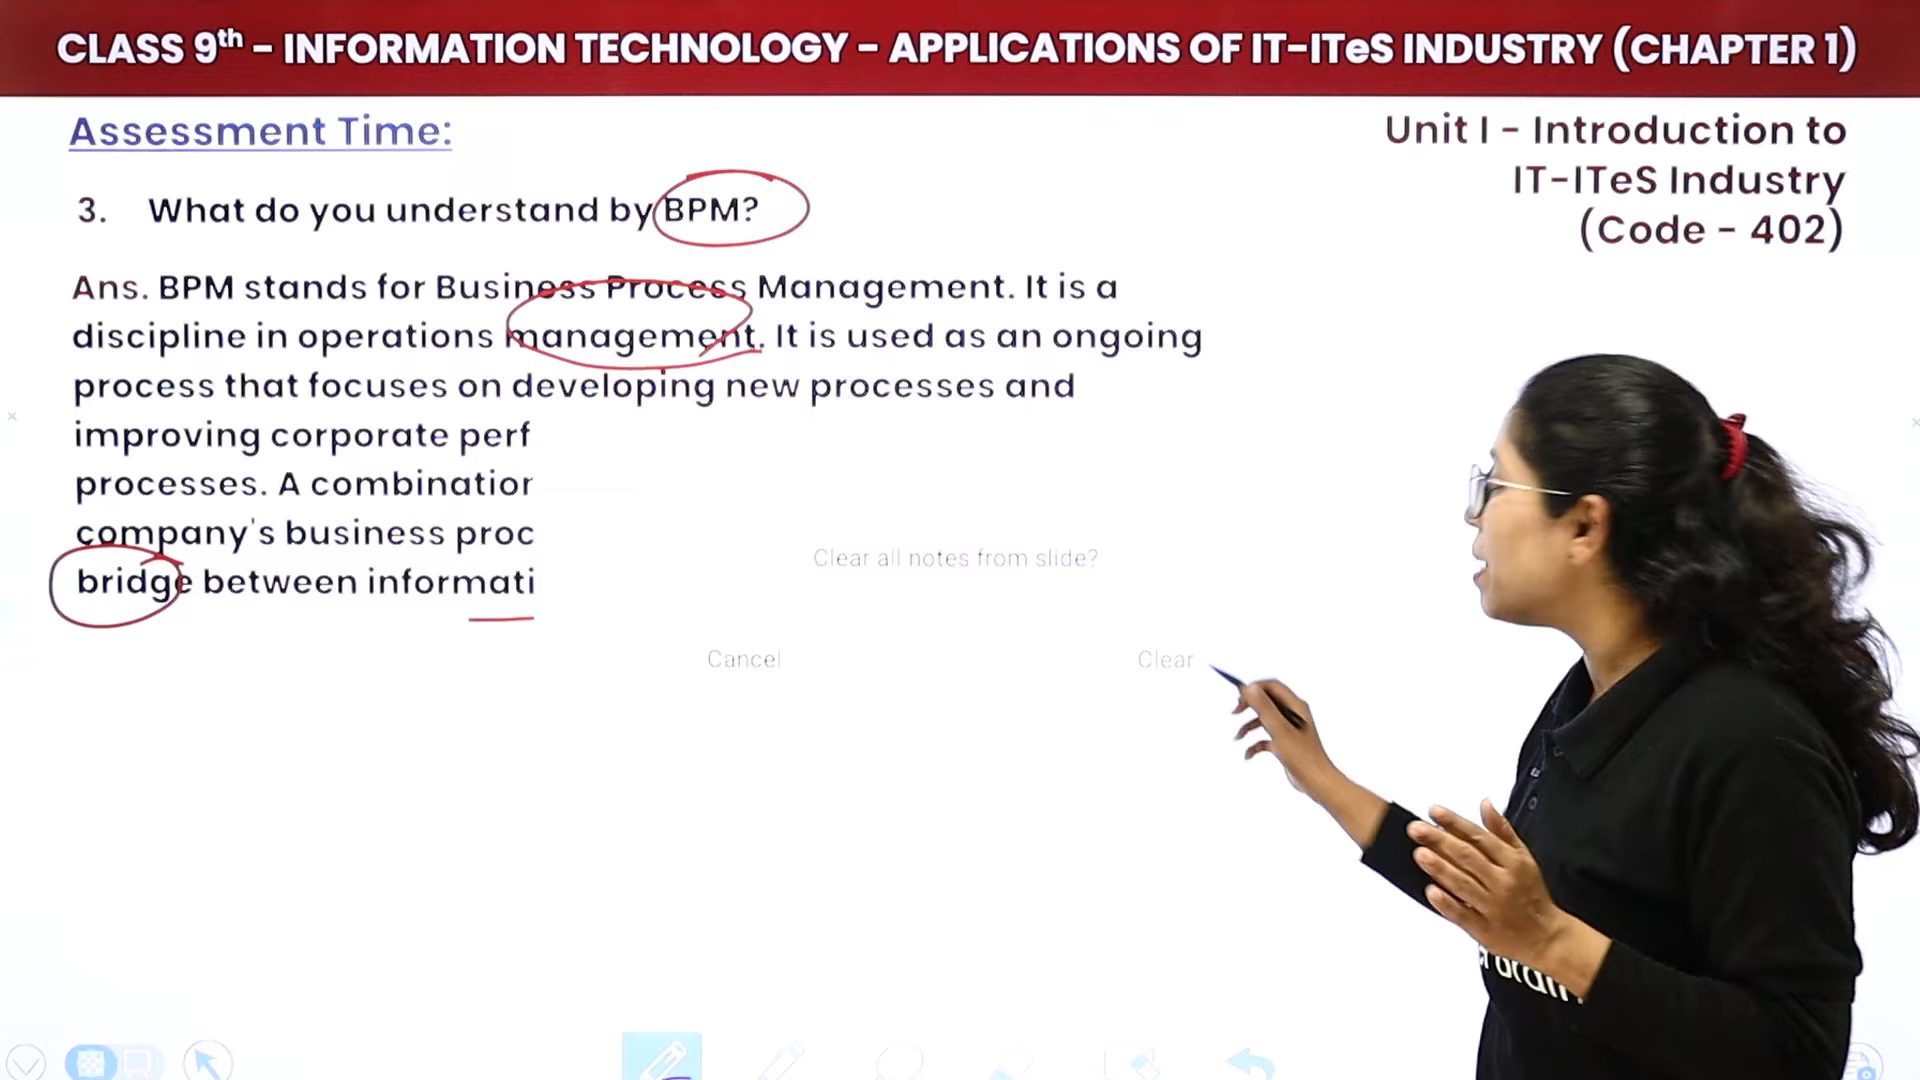 CLASS 9th – INFORMATION TECHNOLOGY – APPLICATIONS OF IT-ITeS INDUSTRY (CHAPTER 1)
Assessment Time:
Unit I – Introduction to
IT-ITeS Industry
(Code – 402)
3. What do you understand by BPM?
Ans. BPM stands for Business Process Management. It is a
discipline in operations management. It is used as an ongoing
process that focuses on developing new processes and
improving corporate perf
processes. A combination
company's business proc
bridge between informati
Clear all notes from slide?
Cancel
Clear